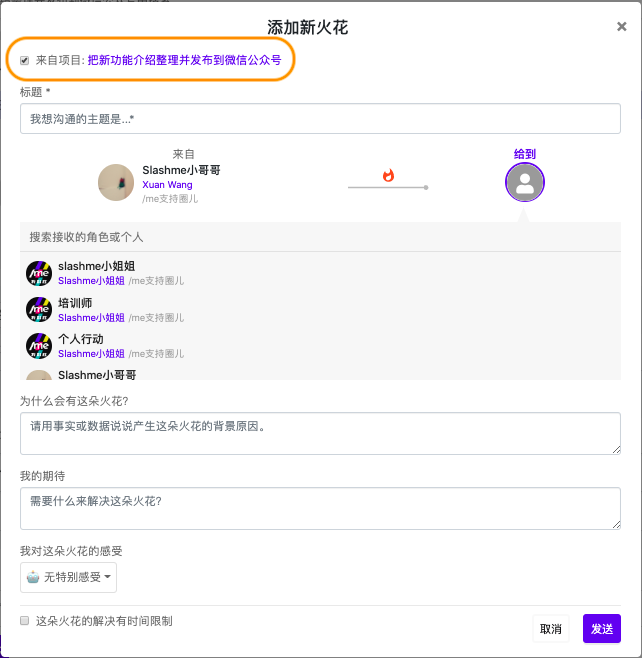 添加新火花
×
来自项目: 把新功能介绍整理并发布到微信公众号
标题 *
我想沟通的主题是...*
来自
给到
Slashme小哥哥
Xuan Wang
/me支持圈儿
搜索接收的角色或个人
/me
slashme小姐姐
Slashme小姐姐 /me支持圈儿
/me
培训师
Slashme小姐姐 /me支持圈儿
/me
个人行动
Slashme小姐姐 /me支持圈儿
Slashme小哥哥
为什么会有这朵火花?
请用事实或数据说说产生这朵火花的背景原因。
我的期待
需要什么来解决这朵火花?
我对这朵火花的感受
无特别感受
这朵火花的解决有时间限制
取消
发送